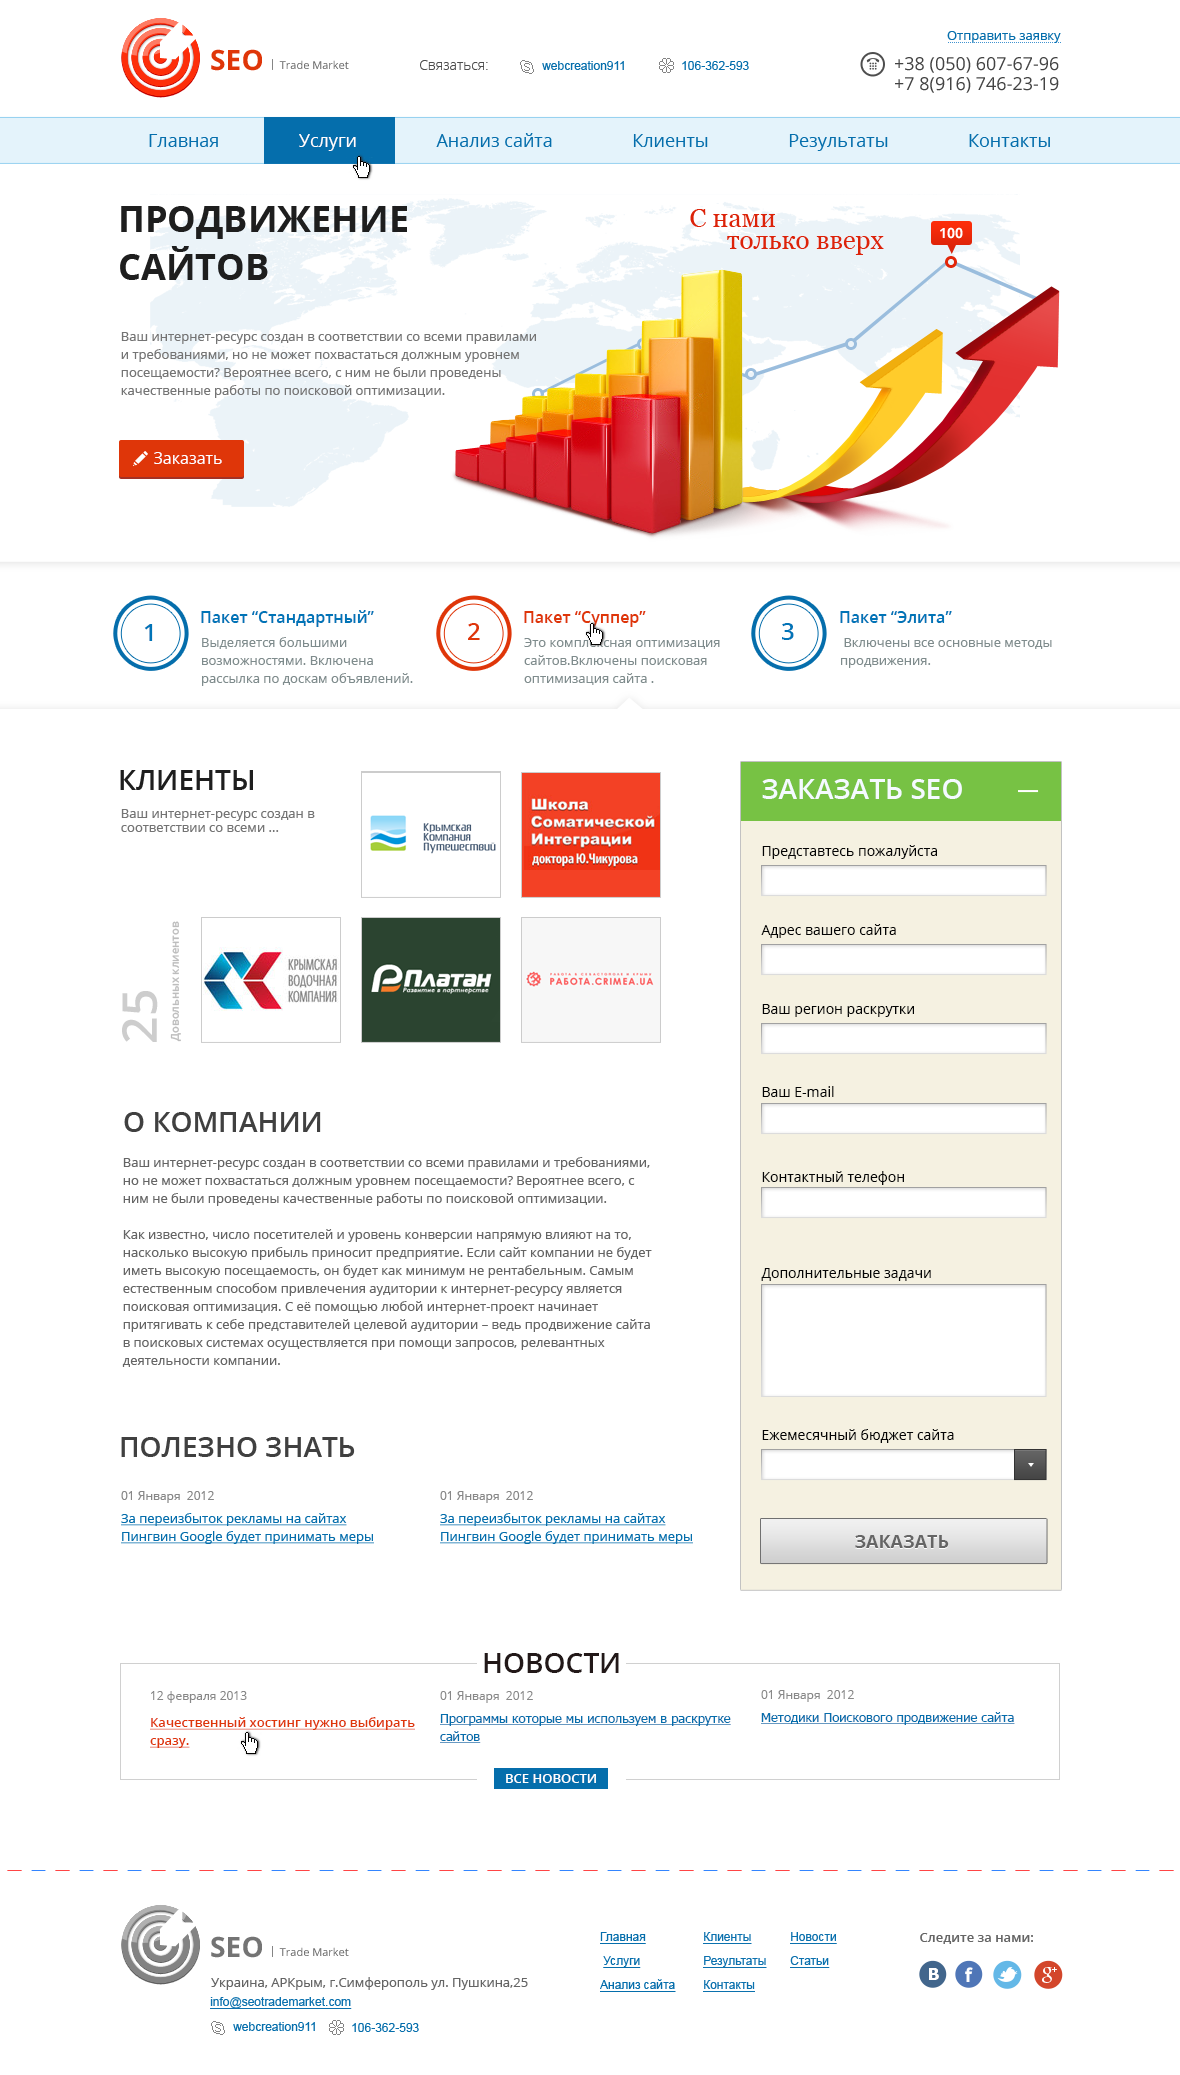 SEO | Trade Market
Связаться:
webcreation911
106-362-593
Отправить заявку
+38 (050) 607-67-96
+7 8(916) 746-23-19
Главная
Услуги
Анализ сайта
Клиенты
Результаты
Контакты
ПРОДВИЖЕНИЕ
САЙТОВ
С нами
только вверх
100
Ваш интернет-ресурс создан в соответствии со всеми правилами
и требованиями, но не может похвастаться должным уровнем
посещаемости? Вероятнее всего, с ним не были проведены
качественные работы по поисковой оптимизации.
Заказать
1
Пакет “Стандартный”
Выделяется большими
возможностями. Включена
рассылка по доскам объявлений.
2
Пакет “Суппер”
Это комплексная оптимизация
сайтов.Включены поисковая
оптимизация сайта .
3
Пакет “Элита”
Включены все основные методы
продвижения.
КЛИЕНТЫ
Ваш интернет-ресурс создан в
соответствии со всеми ...
Крымская
Компания
Путешествий
Школа
Соматической
Интеграции
доктора Ю.Чикурова
25
Довольных клиентов
КРЫМСКАЯ
ВОДОЧНАЯ
КОМПАНИЯ
Платан
Развитие в партнерстве
РАБОТА.CRIMEA.UA
О КОМПАНИИ
Ваш интернет-ресурс создан в соответствии со всеми правилами и требованиями,
но не может похвастаться должным уровнем посещаемости? Вероятнее всего, с
ним не были проведены качественные работы по поисковой оптимизации.
Как известно, число посетителей и уровень конверсии напрямую влияют на то,
насколько высокую прибыль приносит предприятие. Если сайт компании не будет
иметь высокую посещаемость, он будет как минимум не рентабельным. Самым
естественным способом привлечения аудитории к интернет-ресурсу является
поисковая оптимизация. С её помощью любой интернет-проект начинает
притягивать к себе представителей целевой аудитории – ведь продвижение сайта
в поисковых системах осуществляется при помощи запросов, релевантных
деятельности компании.
ПОЛЕЗНО ЗНАТЬ
01 Января 2012
За переизбыток рекламы на сайтах
Пингвин Google будет принимать меры
01 Января 2012
За переизбыток рекламы на сайтах
Пингвин Google будет принимать меры
ЗАКАЗАТЬ SEO
Представтесь пожалуйста
Адрес вашего сайта
Ваш регион раскрутки
Ваш E-mail
Контактный телефон
Дополнительные задачи
Ежемесячный бюджет сайта
ЗАКАЗАТЬ
НОВОСТИ
12 февраля 2013
Качественный хостинг нужно выбирать
сразу.
01 Января 2012
Программы которые мы используем в раскрутке
сайтов
01 Января 2012
Методики Поискового продвижение сайта
ВСЕ НОВОСТИ
SEO | Trade Market
Украина, АРКрым, г.Симферополь ул. Пушкина,25
info@seotrademarket.com
webcreation911
106-362-593
Главная
Услуги
Анализ сайта
Клиенты
Результаты
Контакты
Новости
Статьи
Следите за нами:
В
f
g+